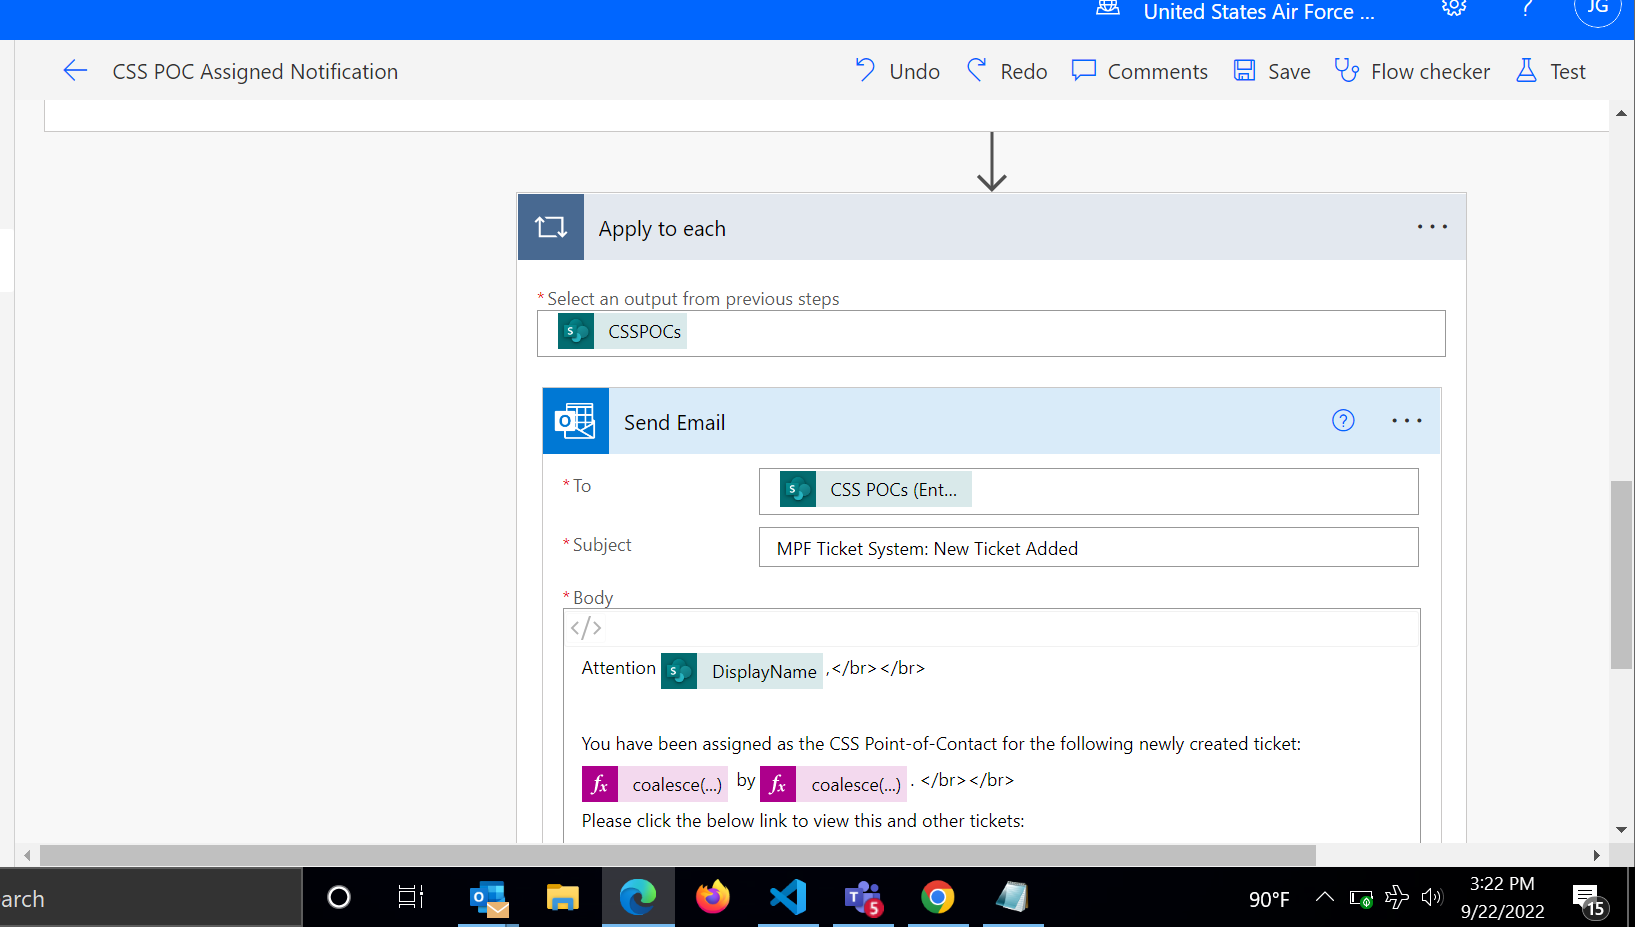 United States Air Force ...
JG
CSS POC Assigned Notification
Undo
Redo
Comments
Save
Flow checker
Test
Apply to each
* Select an output from previous steps
S CSSPOCs
Send Email
* To
S CSS POCs (Ent...
* Subject
MPF Ticket System: New Ticket Added
* Body
</>
Attention S DisplayName ,</br></br>
You have been assigned as the CSS Point-of-Contact for the following newly created ticket:
fx coalesce(...) by fx coalesce(...) . </br></br>
Please click the below link to view this and other tickets:
arch
90°F
3:22 PM
9/22/2022
5
15